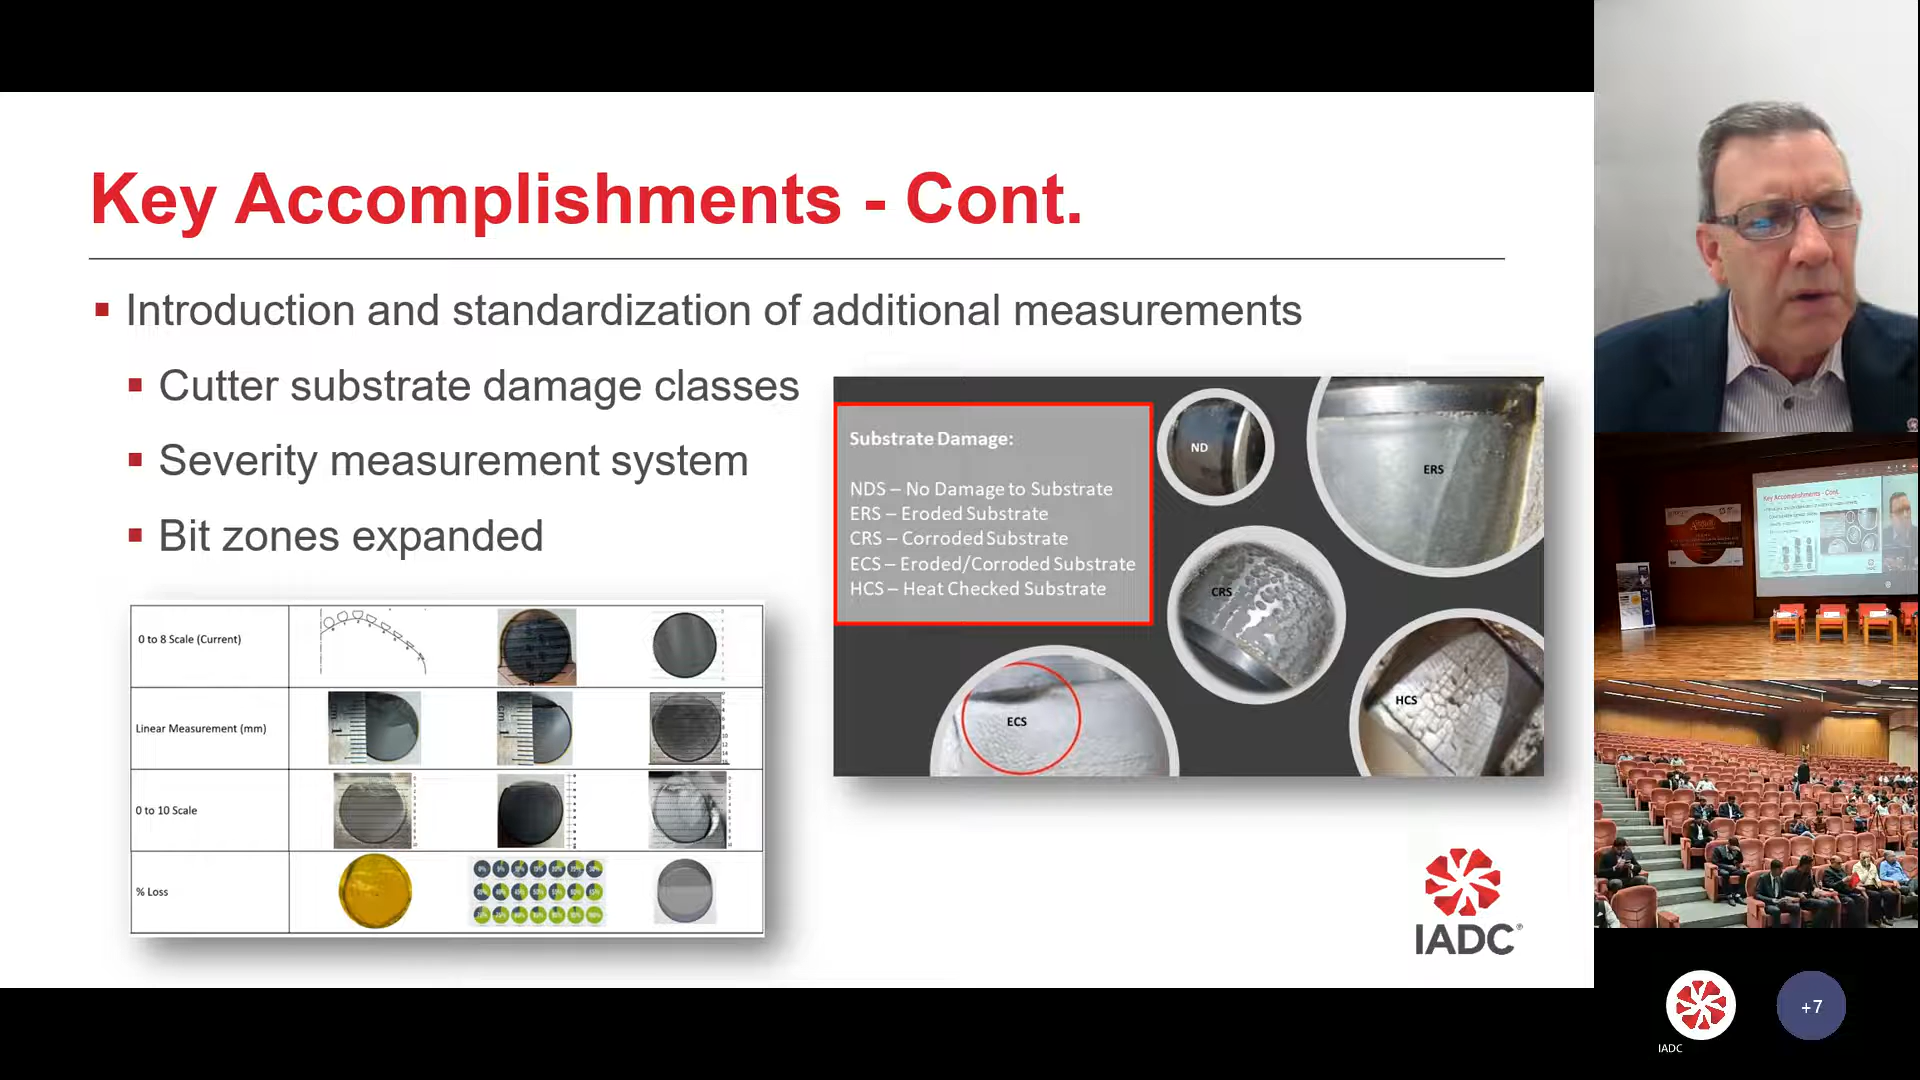 Key Accomplishments - Cont.
Introduction and standardization of additional measurements
Cutter substrate damage classes
Severity measurement system
Bit zones expanded
Substrate Damage:
NDS – No Damage to Substrate
ERS – Eroded Substrate
CRS – Corroded Substrate
ECS – Eroded/Corroded Substrate
HCS – Heat Checked Substrate
ND
ERS
CRS
ECS
HCS
0 to 8 Scale (Current)
Linear Measurement (mm)
0 to 10 Scale
% Loss
IADC®
Key Accomplishments - Cont.
+7
IADC